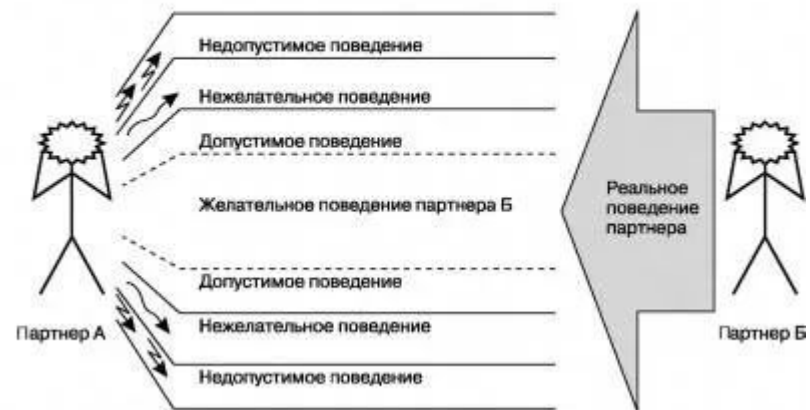 Недопустимое поведение
Нежелательное поведение
Допустимое поведение
Желательное поведение партнера Б
Реальное
поведение
партнера
Допустимое поведение
Партнер А
Нежелательное поведение
Партнер Б
Недопустимое поведение